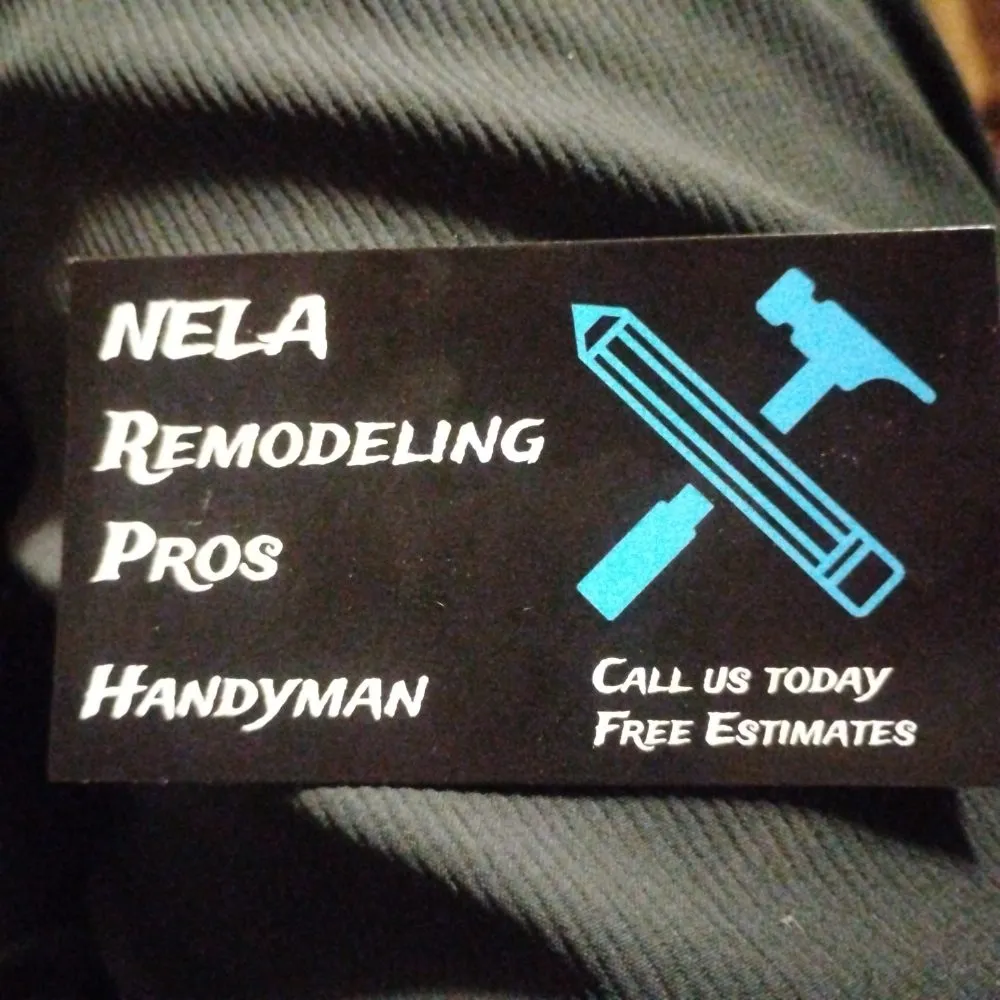 NELA
REMODELING
PROS
HANDYMAN
CALL US TODAY
FREE ESTIMATES